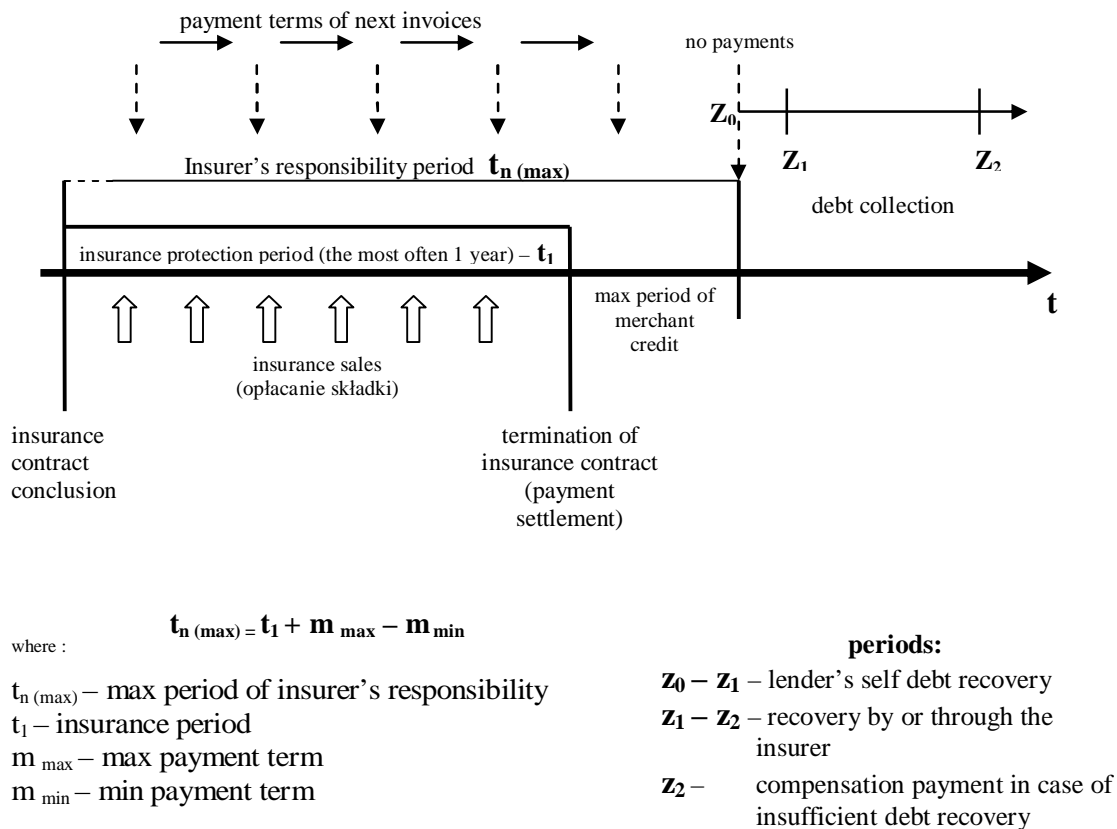 payment terms of next invoices
no payments
Z₀
Z₁
Z₂
Insurer’s responsibility period t n (max)
debt collection
insurance protection period (the most often 1 year) – t₁
t
max period of
merchant
credit
insurance sales
(opłacanie składki)
insurance
contract
conclusion
termination of
insurance contract
(payment
settlement)
t n (max) = t₁ + m max – m min
where :
t n (max) – max period of insurer’s responsibility
t₁ – insurance period
m max – max payment term
m min – min payment term
periods:
z₀ – z₁ – lender’s self debt recovery
z₁ – z₂ – recovery by or through the
insurer
z₂ – compensation payment in case of
insufficient debt recovery